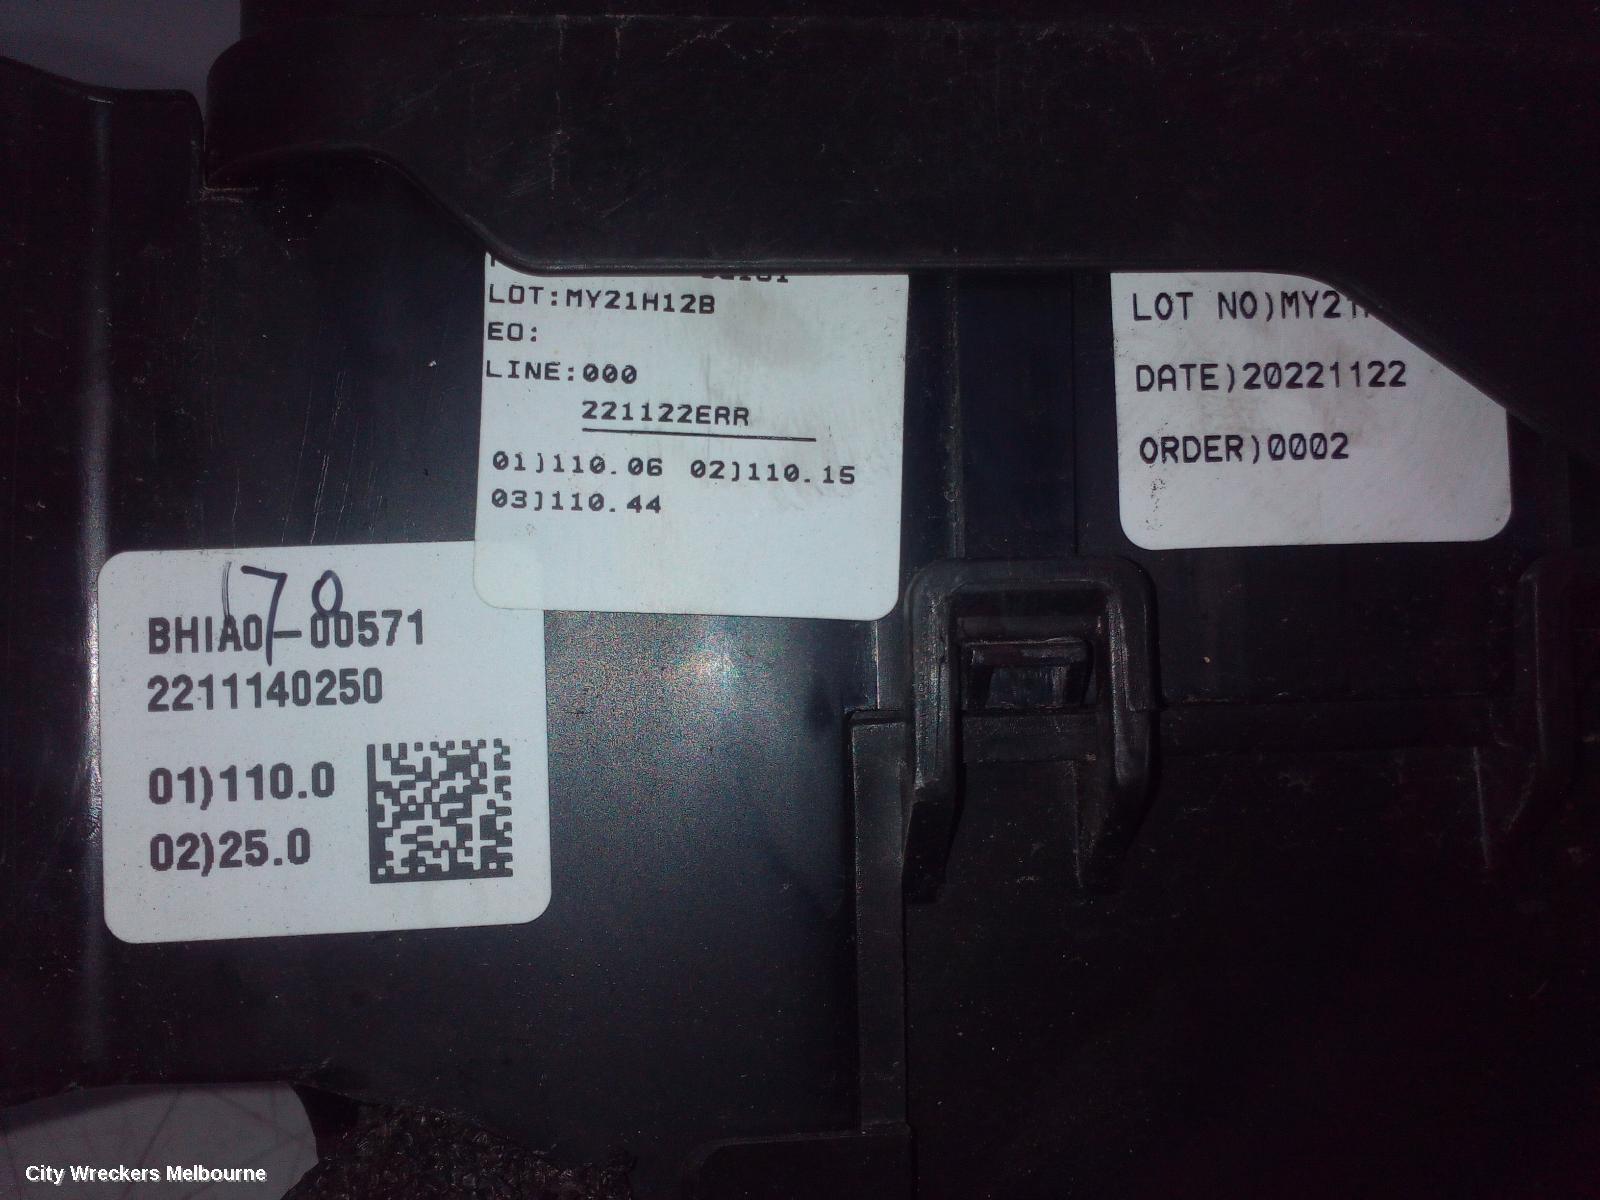 LOT:MY21H12B
EO:
LINE:000
221122ERR
01)110.06 02)110.15
03)110.44
LOT NO)MY21
DATE)20221122
ORDER)0002
178
BHIA0-00571
2211140250
01)110.0
02)25.0
City Wreckers Melbourne